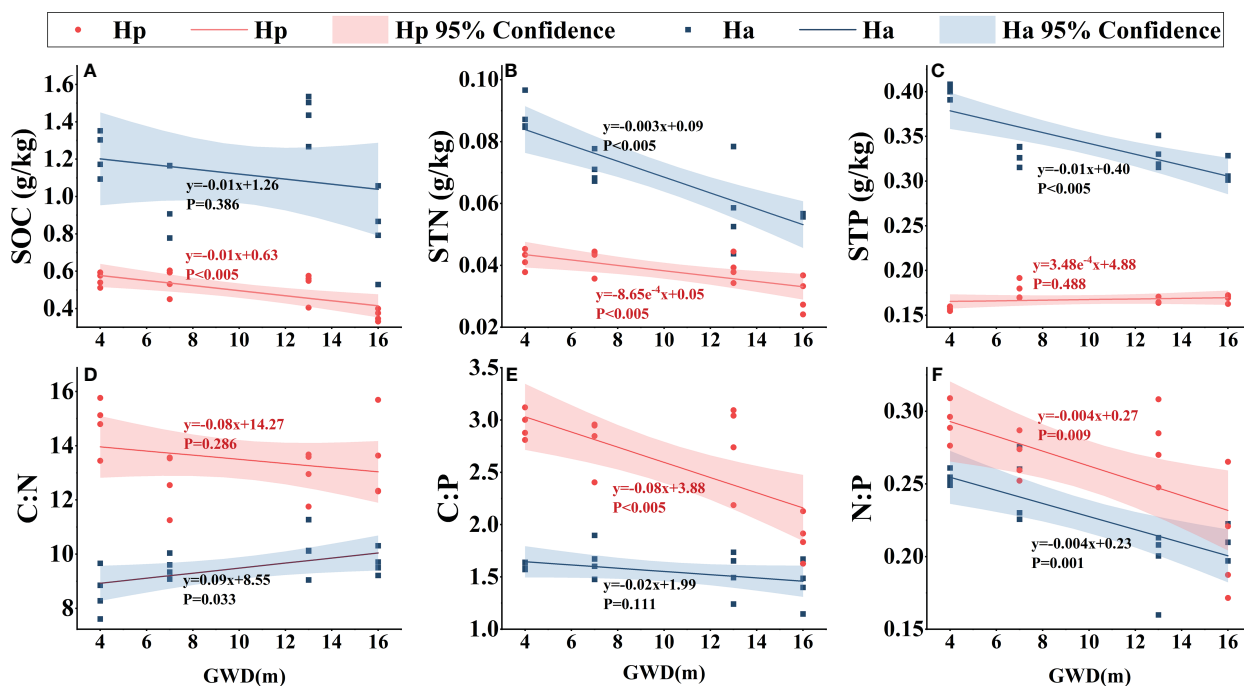 Hp Hp Hp 95% Confidence Ha Ha Ha 95% Confidence
A
SOC (g/kg)
1.6
1.4
1.2
1.0
0.8
0.6
0.4
y=-0.01x+1.26
P=0.386
y=-0.01x+0.63
P<0.005
4 6 8 10 12 14 16
B
STN (g/kg)
0.10
0.08
0.06
0.04
0.02
y=-0.003x+0.09
P<0.005
y=-8.65e⁻⁴x+0.05
P<0.005
4 6 8 10 12 14 16
C
STP (g/kg)
0.40
0.35
0.30
0.25
0.20
0.15
y=-0.01x+0.40
P<0.005
y=3.48e⁻⁴x+4.88
P=0.488
4 6 8 10 12 14 16
D
C:N
16
14
12
10
8
y=-0.08x+14.27
P=0.286
y=0.09x+8.55
P=0.033
4 6 8 10 12 14 16
GWD(m)
E
C:P
3.5
3.0
2.5
2.0
1.5
1.0
y=-0.08x+3.88
P<0.005
y=-0.02x+1.99
P=0.111
4 6 8 10 12 14 16
GWD(m)
F
N:P
0.30
0.25
0.20
0.15
y=-0.004x+0.27
P=0.009
y=-0.004x+0.23
P=0.001
4 6 8 10 12 14 16
GWD(m)